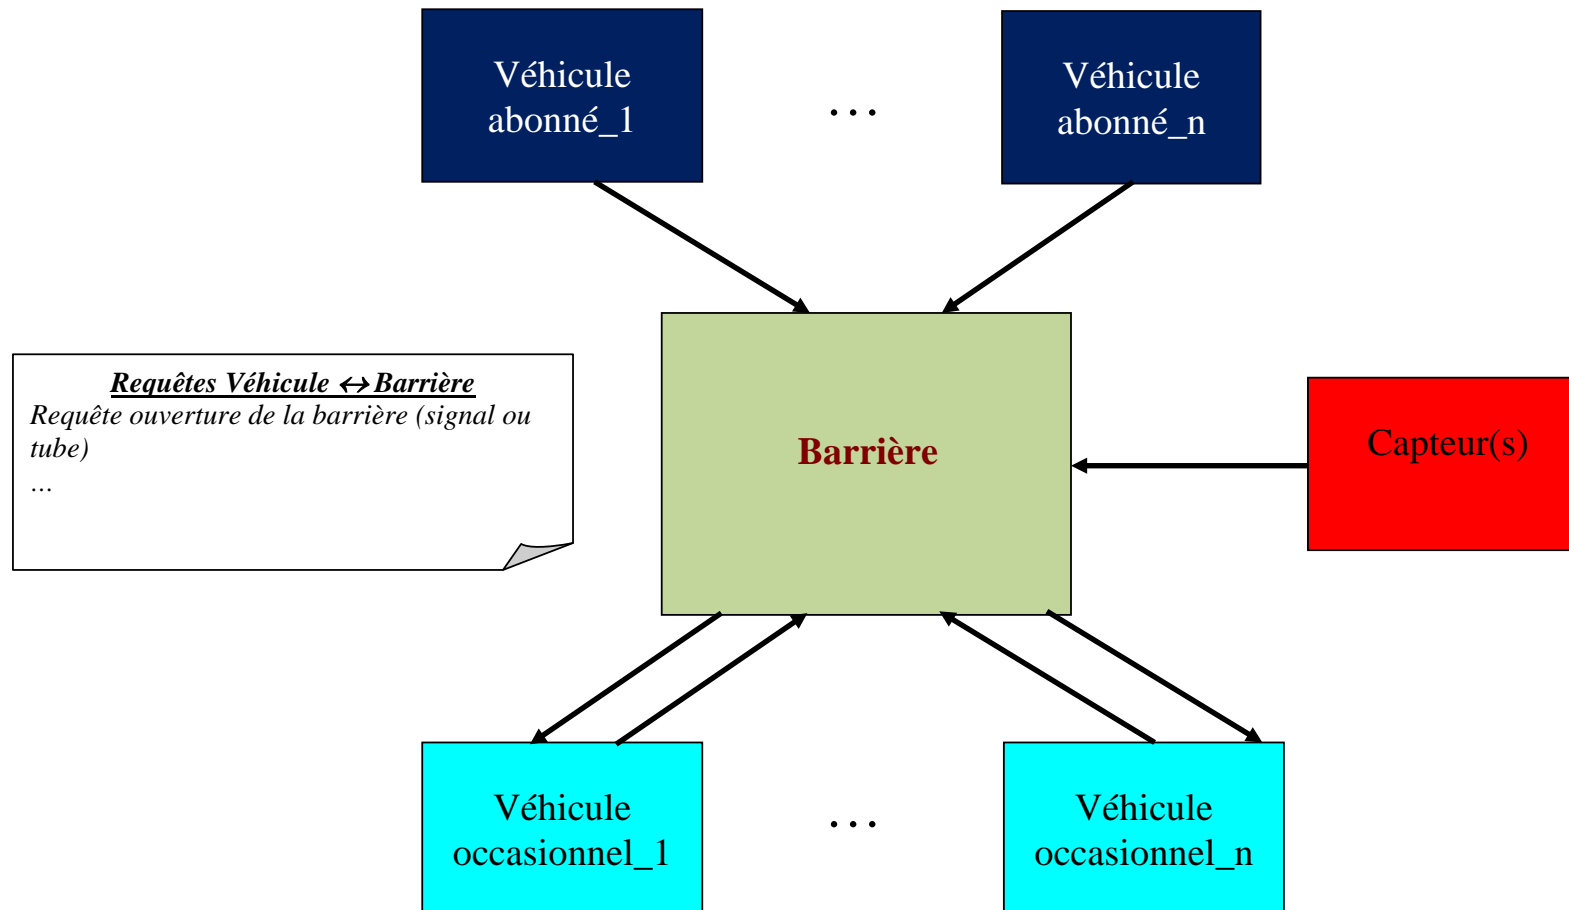 Véhicule
abonné_1
…
Véhicule
abonné_n
Requêtes Véhicule ↔ Barrière
Requête ouverture de la barrière (signal ou
tube)
…
Barrière
Capteur(s)
Véhicule
occasionnel_1
…
Véhicule
occasionnel_n